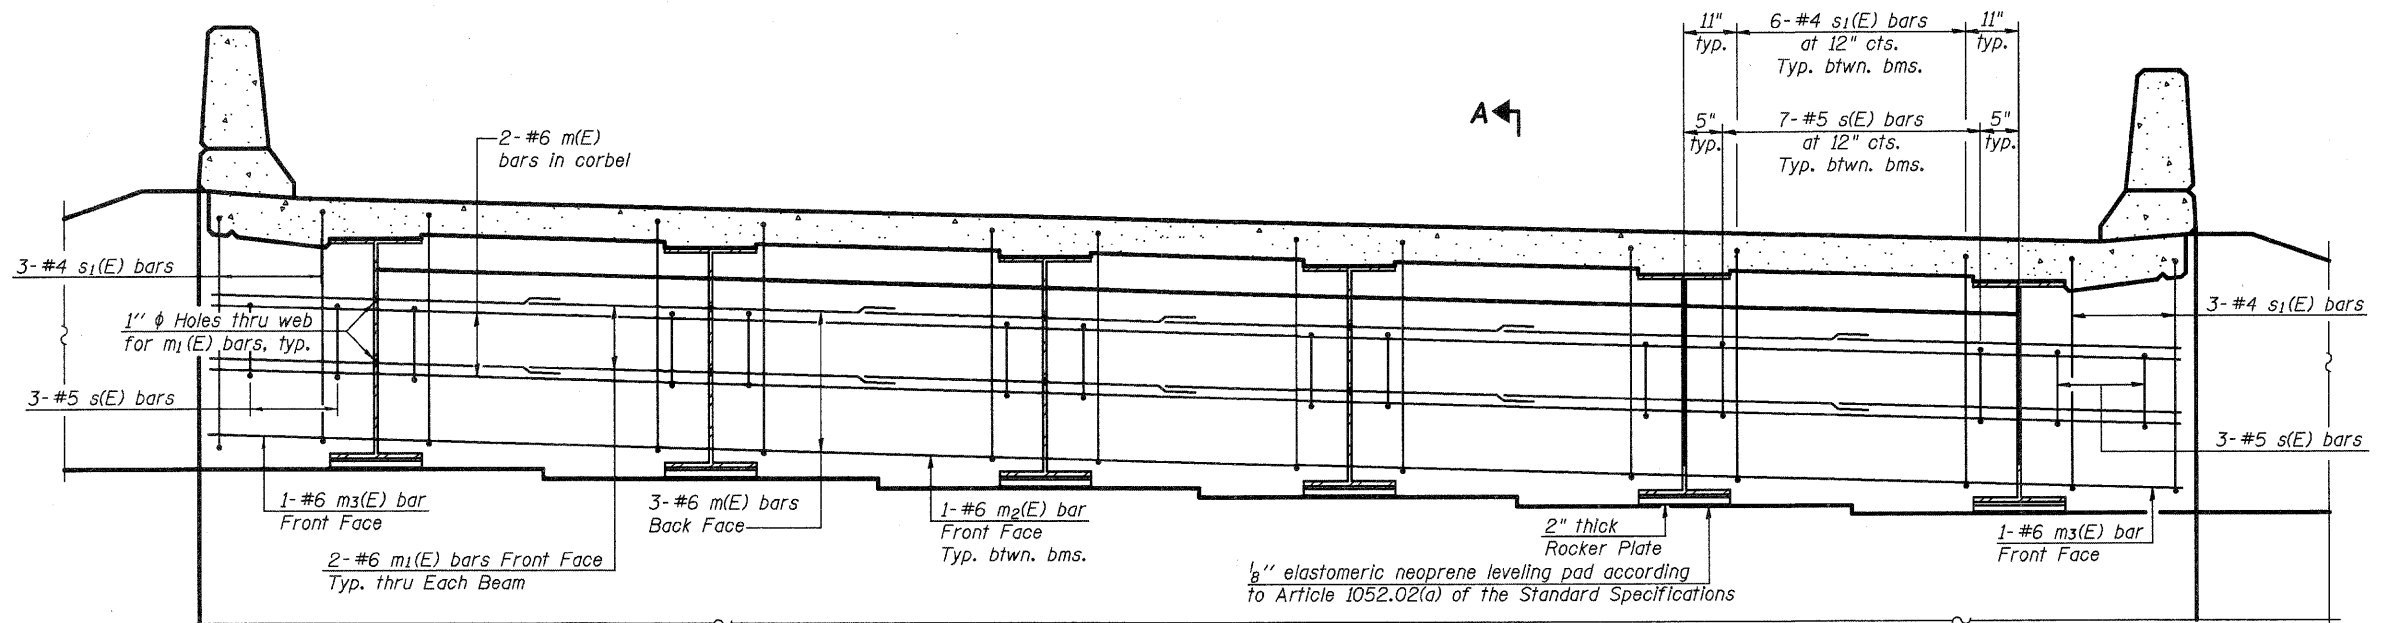 11"
typ.
6-#4 s1(E) bars
at 12" cts.
Typ. btwn. bms.
11"
typ.
A
5"
typ.
7-#5 s(E) bars
at 12" cts.
Typ. btwn. bms.
5"
typ.
2-#6 m(E)
bars in corbel
3-#4 s1(E) bars
1" ϕ Holes thru web
for m1(E) bars, typ.
3-#5 s(E) bars
3-#4 s1(E) bars
3-#5 s(E) bars
1-#6 m3(E) bar
Front Face
2-#6 m1(E) bars Front Face
Typ. thru Each Beam
3-#6 m(E) bars
Back Face
1-#6 m2(E) bar
Front Face
Typ. btwn. bms.
2" thick
Rocker Plate
1/8" elastomeric neoprene leveling pad according
to Article 1052.02(a) of the Standard Specifications
1-#6 m3(E) bar
Front Face